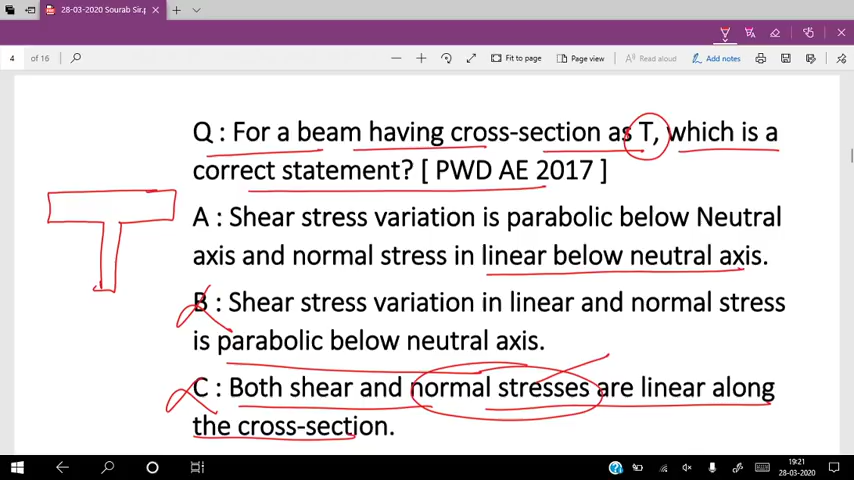 28-03-2020 Sourab Sir.p
4 of 16
Fit to page
Page view
Read aloud
Add notes
Q : For a beam having cross-section as T, which is a
correct statement? [ PWD AE 2017 ]
A : Shear stress variation is parabolic below Neutral
axis and normal stress in linear below neutral axis.
B : Shear stress variation in linear and normal stress
is parabolic below neutral axis.
C : Both shear and normal stresses are linear along
the cross-section.
19:21
28-03-2020